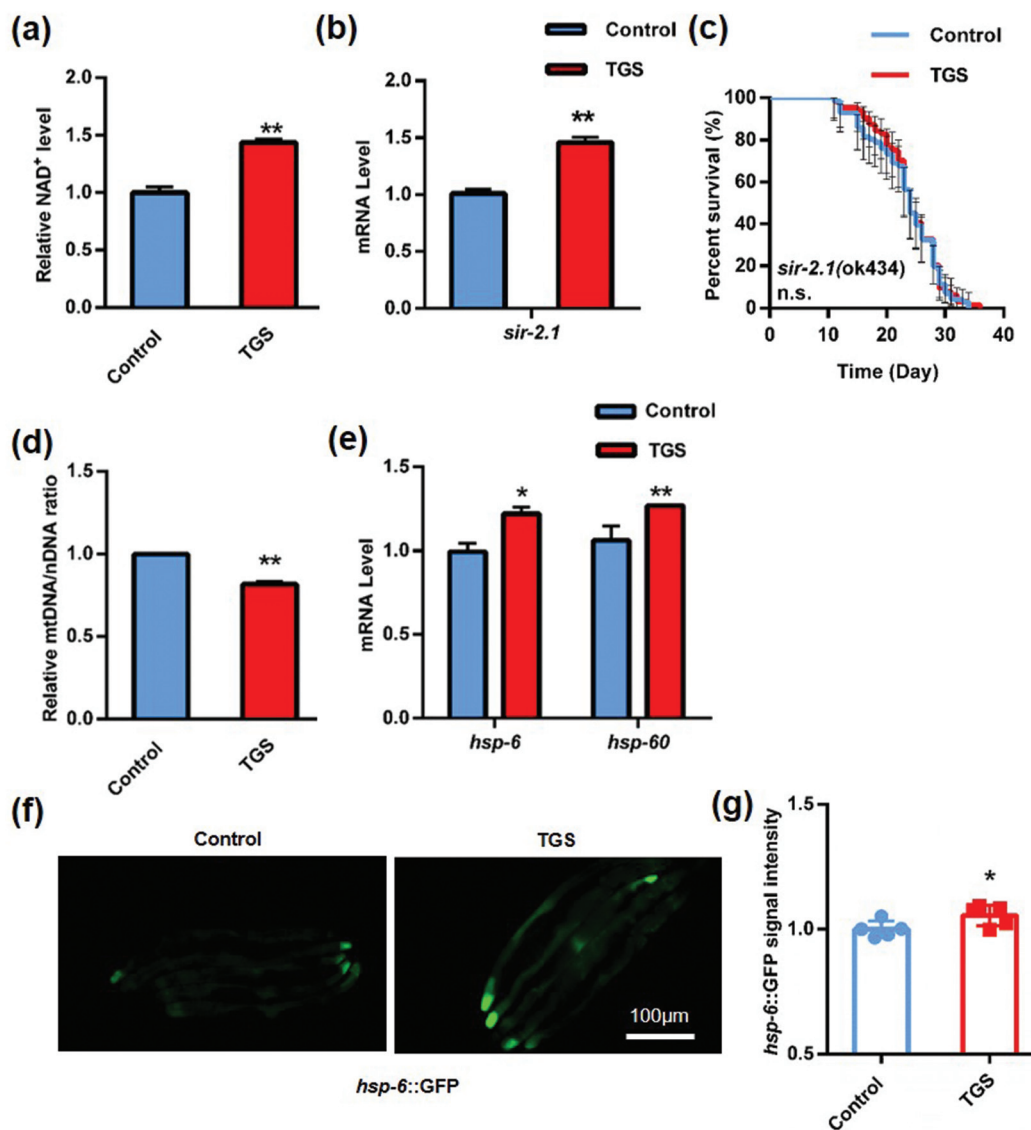 (a)
Relative NAD+ level
2.0
1.5
1.0
0.5
0.0
**
Control
TGS
(b)
Control
TGS
mRNA Level
2.0
1.5
1.0
0.5
0.0
**
sir-2.1
(c)
Control
TGS
Percent survival (%)
100
80
60
40
20
0
sir-2.1(ok434)
n.s.
0 10 20 30 40
Time (Day)
(d)
Relative mtDNA/nDNA ratio
1.5
1.0
0.5
0.0
**
Control
TGS
(e)
Control
TGS
mRNA Level
1.5
1.0
0.5
0.0
*
**
hsp-6 hsp-60
(f)
Control
TGS
100μm
hsp-6::GFP
(g)
hsp-6::GFP signal intensity
1.5
1.0
0.5
*
Control
TGS